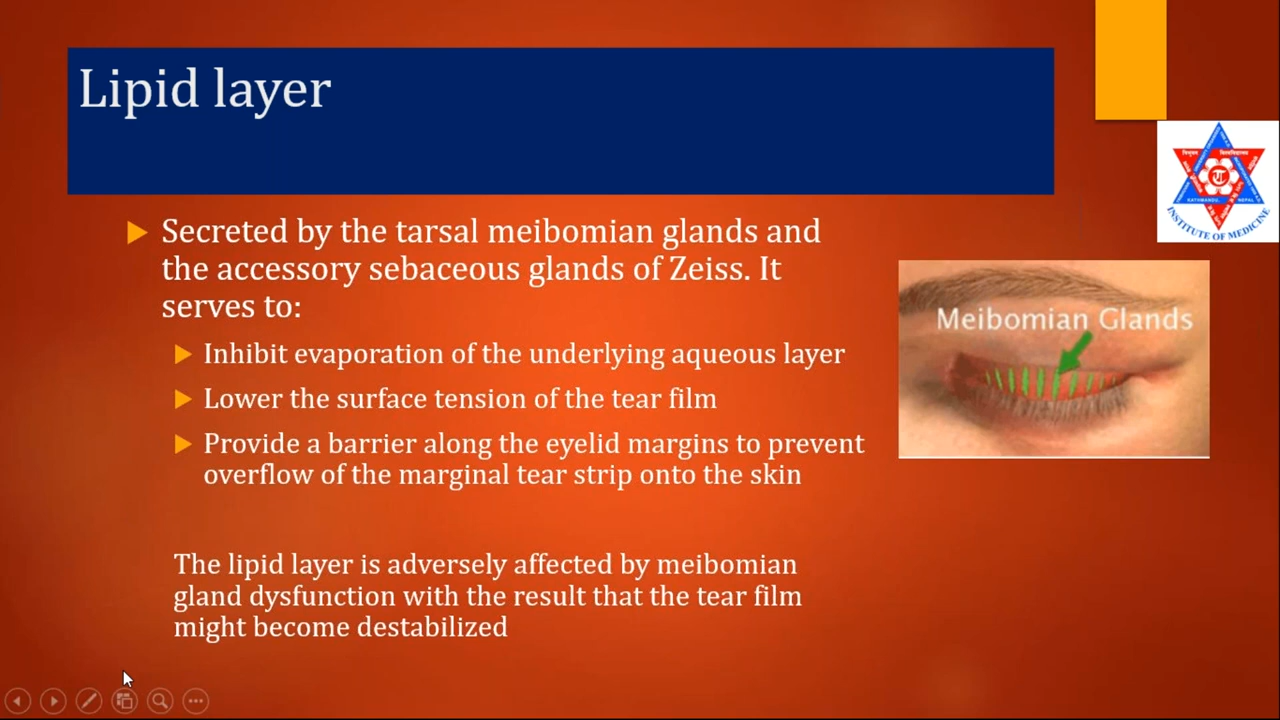 Lipid layer
Secreted by the tarsal meibomian glands and
the accessory sebaceous glands of Zeiss. It
serves to:
Inhibit evaporation of the underlying aqueous layer
Lower the surface tension of the tear film
Provide a barrier along the eyelid margins to prevent
overflow of the marginal tear strip onto the skin
The lipid layer is adversely affected by meibomian
gland dysfunction with the result that the tear film
might become destabilized
INSTITUTE OF MEDICINE
Meibomian Glands